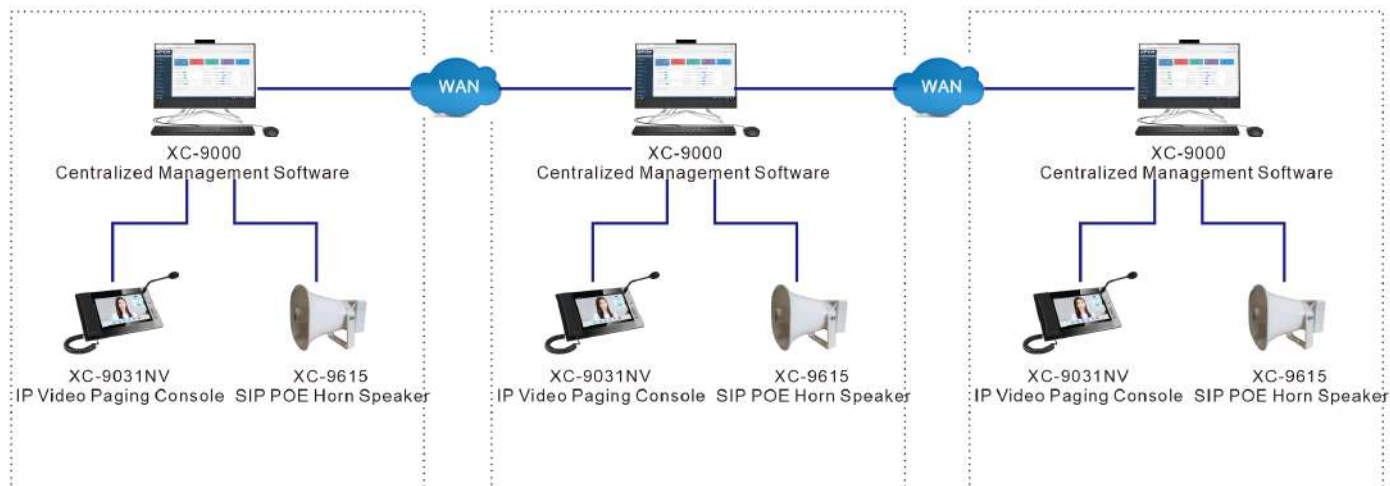 WAN
WAN
XC-9000
Centralized Management Software
XC-9000
Centralized Management Software
XC-9000
Centralized Management Software
XC-9031NV
IP Video Paging Console
XC-9615
SIP POE Horn Speaker
XC-9031NV
IP Video Paging Console
XC-9615
SIP POE Horn Speaker
XC-9031NV
IP Video Paging Console
XC-9615
SIP POE Horn Speaker